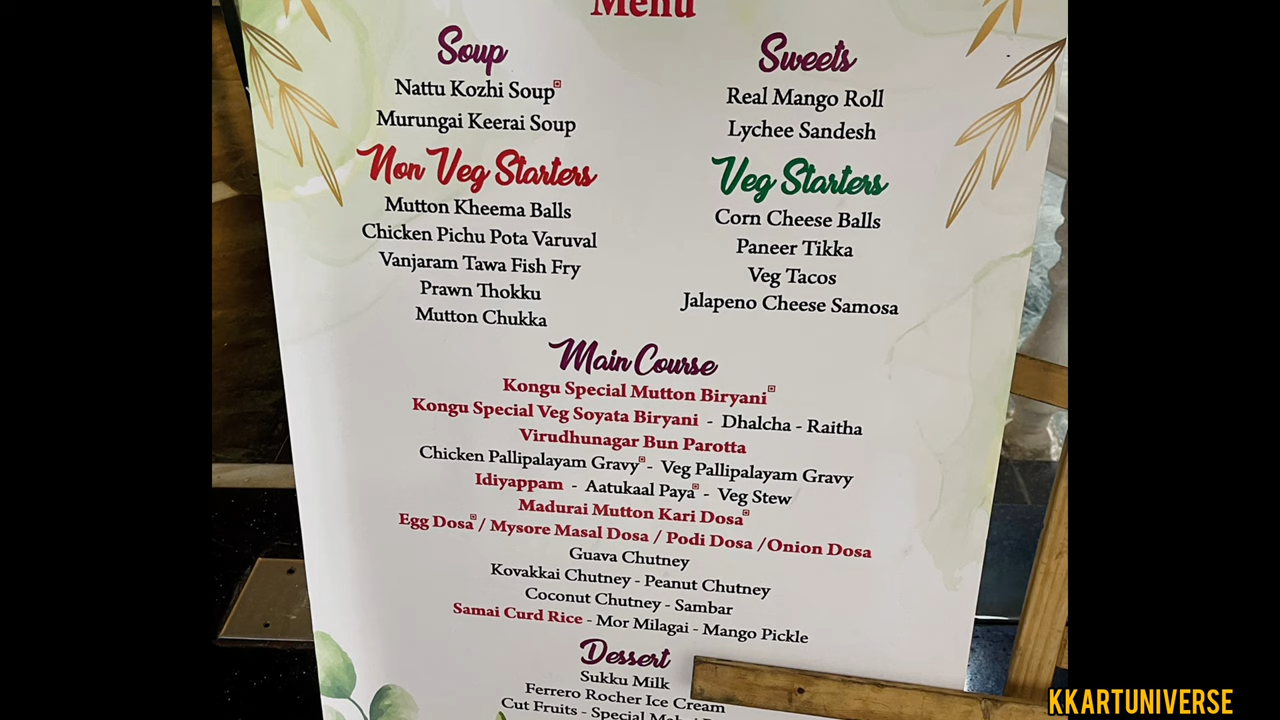 Menu
Soup
Nattu Kozhi Soup
Murungai Keerai Soup
Non Veg Starters
Mutton Kheema Balls
Chicken Pichu Pota Varuval
Vanjaram Tawa Fish Fry
Prawn Thokku
Mutton Chukka
Sweets
Real Mango Roll
Lychee Sandesh
Veg Starters
Corn Cheese Balls
Paneer Tikka
Veg Tacos
Jalapeno Cheese Samosa
Main Course
Kongu Special Mutton Biryani
Kongu Special Veg Soyata Biryani - Dhalcha - Raitha
Virudhunagar Bun Parotta
Chicken Pallipalayam Gravy - Veg Pallipalayam Gravy
Idiyappam - Aatukaal Paya - Veg Stew
Madurai Mutton Kari Dosa
Egg Dosa / Mysore Masal Dosa / Podi Dosa /Onion Dosa
Guava Chutney
Kovakkai Chutney - Peanut Chutney
Coconut Chutney - Sambar
Samai Curd Rice - Mor Milagai - Mango Pickle
Dessert
Sukku Milk
Ferrero Rocher Ice Cream
Cut Fruits - Special
KKARTUNIVERSE